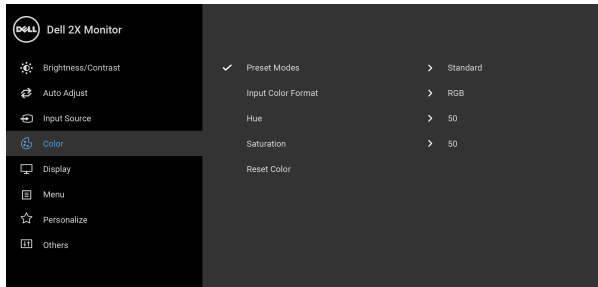 DELL Dell 2X Monitor
Brightness/Contrast
Auto Adjust
Input Source
Color
Display
Menu
Personalize
Others
Preset Modes Standard
Input Color Format RGB
Hue 50
Saturation 50
Reset Color